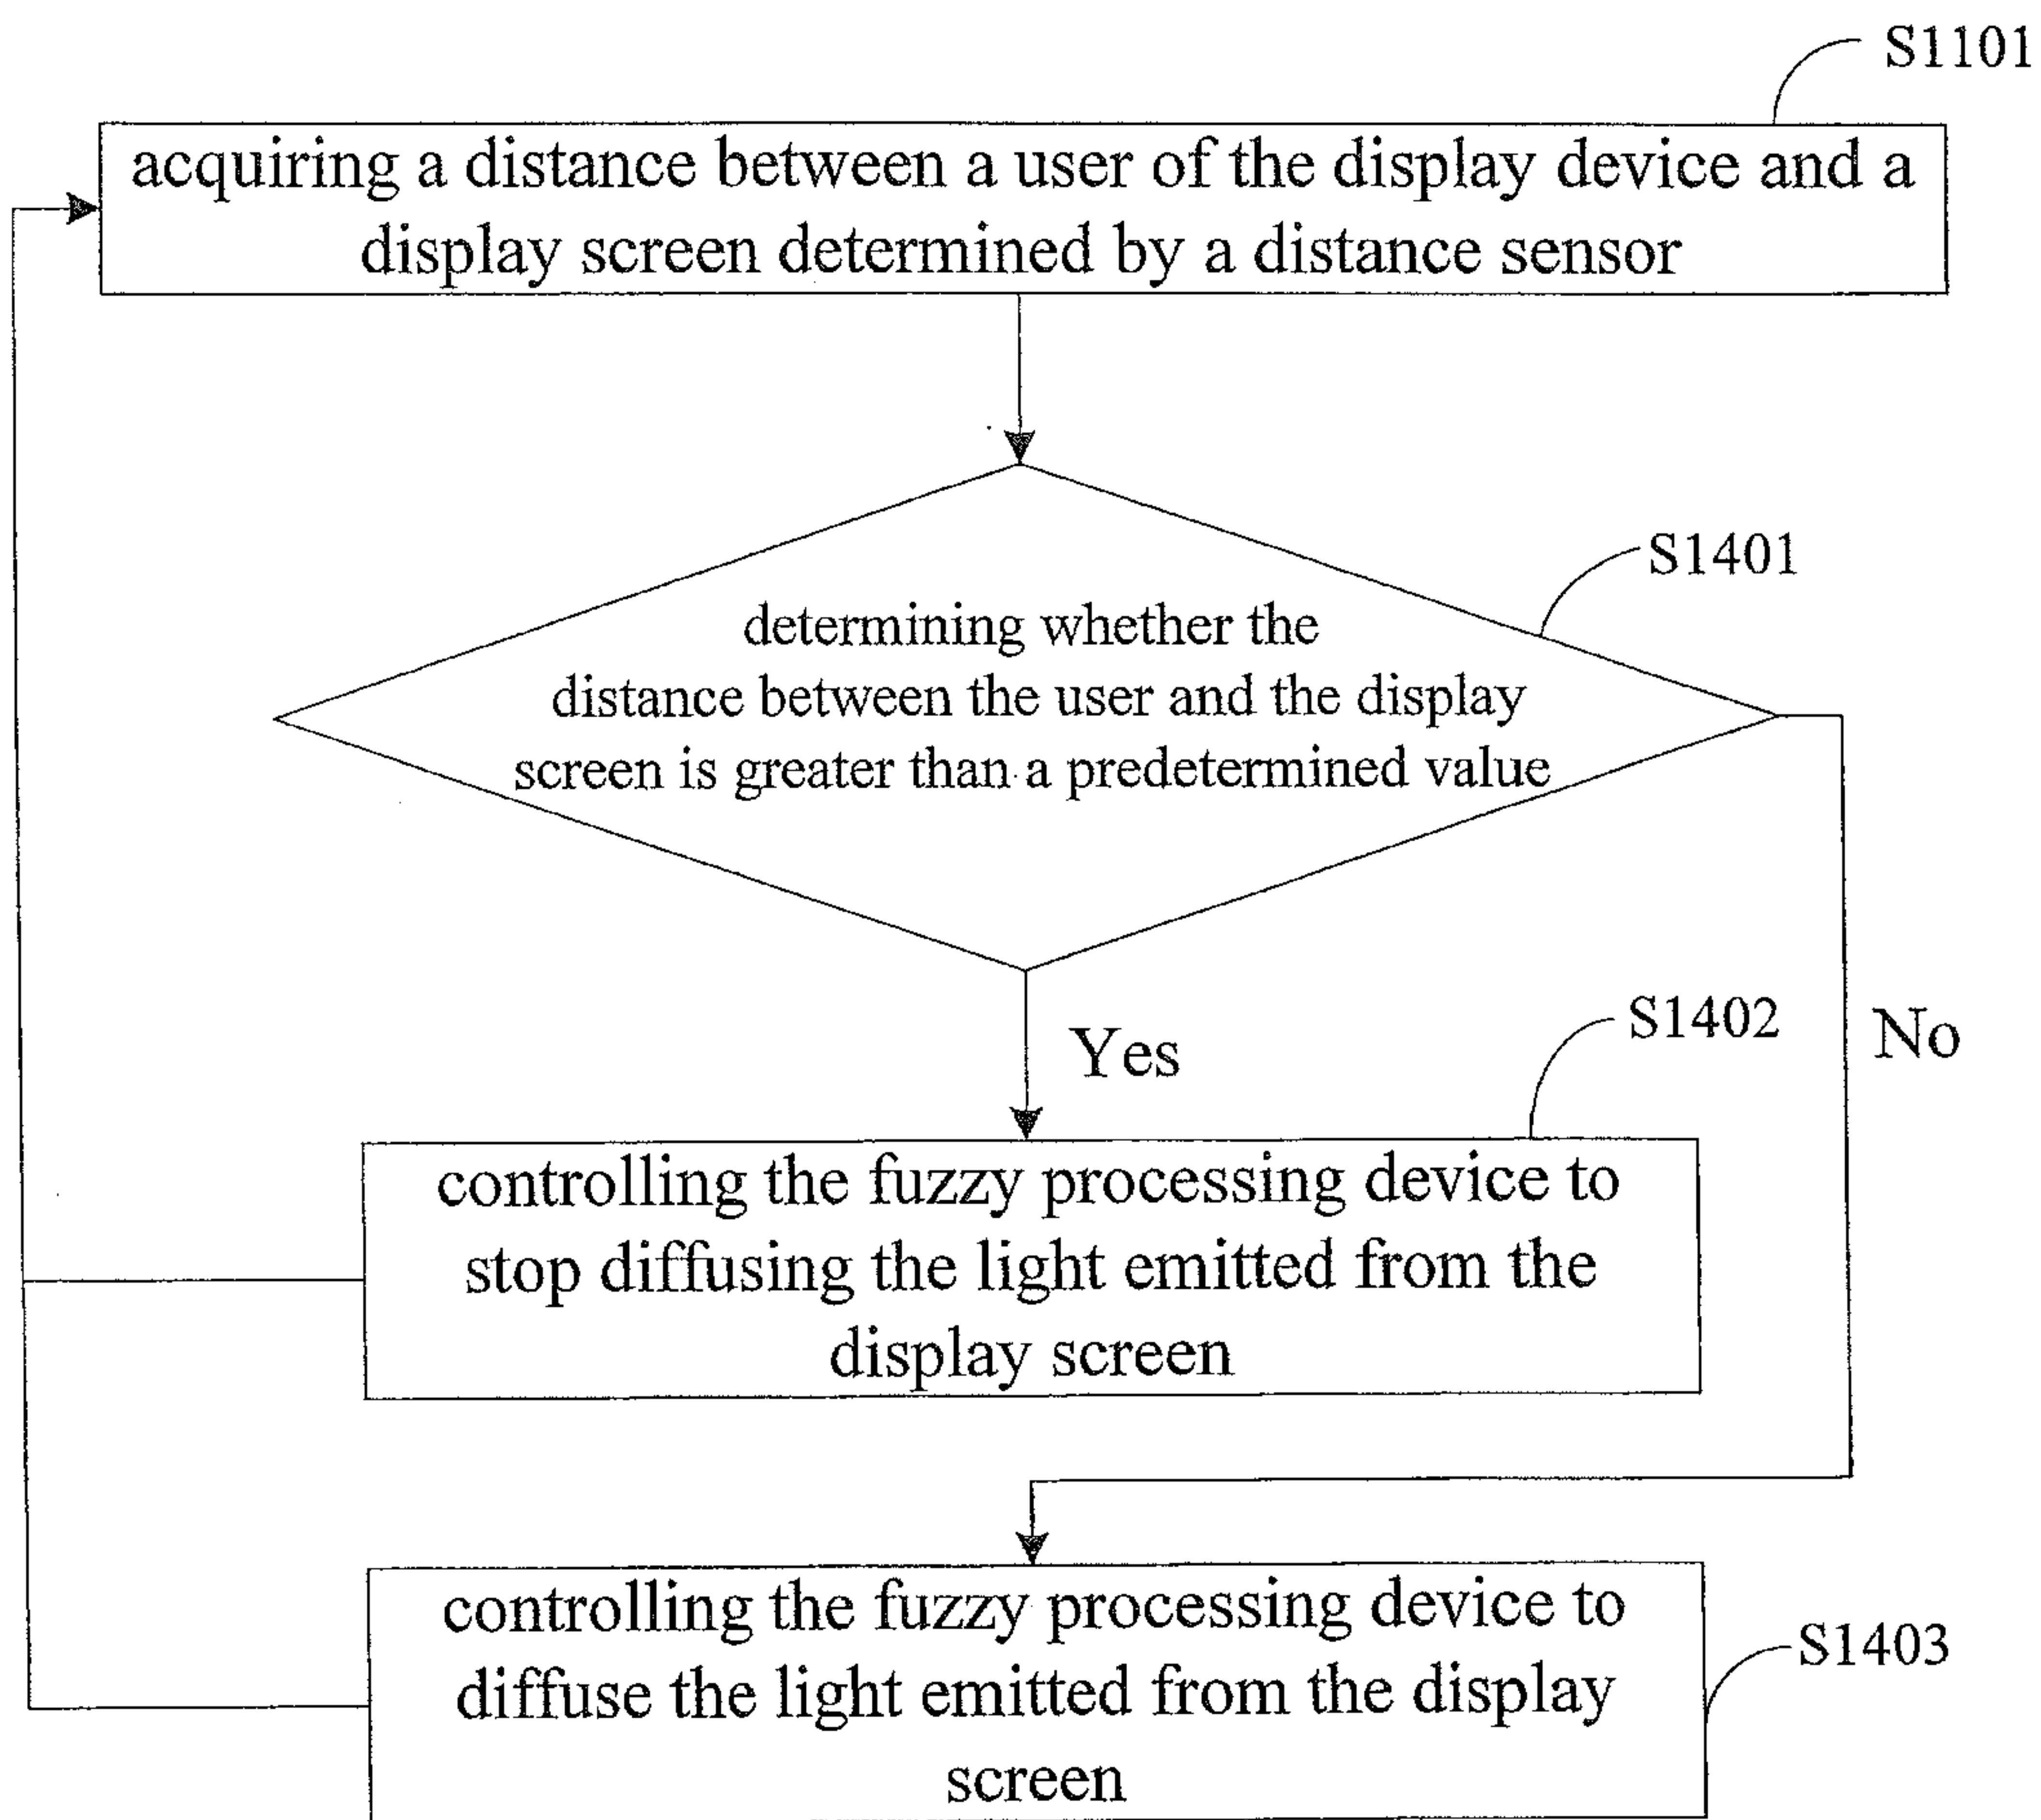 S1101
acquiring a distance between a user of the display device and a
display screen determined by a distance sensor
S1401
determining whether the
distance between the user and the display
screen is greater than a predetermined value
Yes
S1402
No
controlling the fuzzy processing device to
stop diffusing the light emitted from the
display screen
controlling the fuzzy processing device to
diffuse the light emitted from the display
screen
S1403